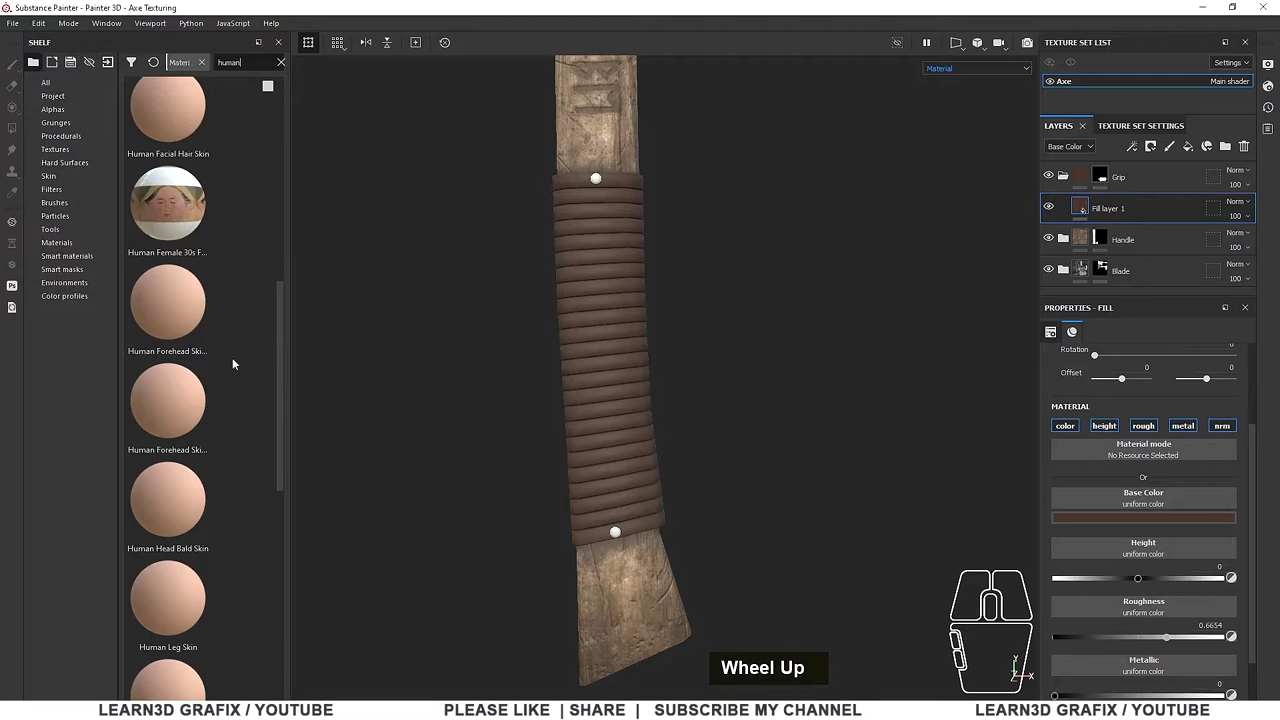 Substance Painter - Painter 3D - Axe Texturing
File Edit Mode Window Viewport Python JavaScript Help
SHELF
Materi...
human
All
Project
Alphas
Grunges
Procedurals
Textures
Hard Surfaces
Skin
Filters
Brushes
Particles
Tools
Materials
Smart materials
Smart masks
Environments
Color profiles
Human Facial Hair Skin
Human Female 30s F...
Human Forehead Ski...
Human Forehead Ski...
Human Head Bald Skin
Human Leg Skin
Material
TEXTURE SET LIST
Settings
Axe Main shader
LAYERS TEXTURE SET SETTINGS
Base Color
Grip Norm 100
Fill layer 1 Norm 100
Handle Norm 100
Blade Norm 100
PROPERTIES - FILL
Rotation 0
Offset 0 0
MATERIAL
color height rough metal nrm
Material mode
No Resource Selected
Or
Base Color
uniform color
Height
uniform color
0
Roughness
uniform color
0.6654
Metallic
uniform color
0
Ps
Y
Z X
Wheel Up
LEARN3D GRAFIX / YOUTUBE PLEASE LIKE | SHARE | SUBSCRIBE MY CHANNEL LEARN3D GRAFIX / YOUTUBE